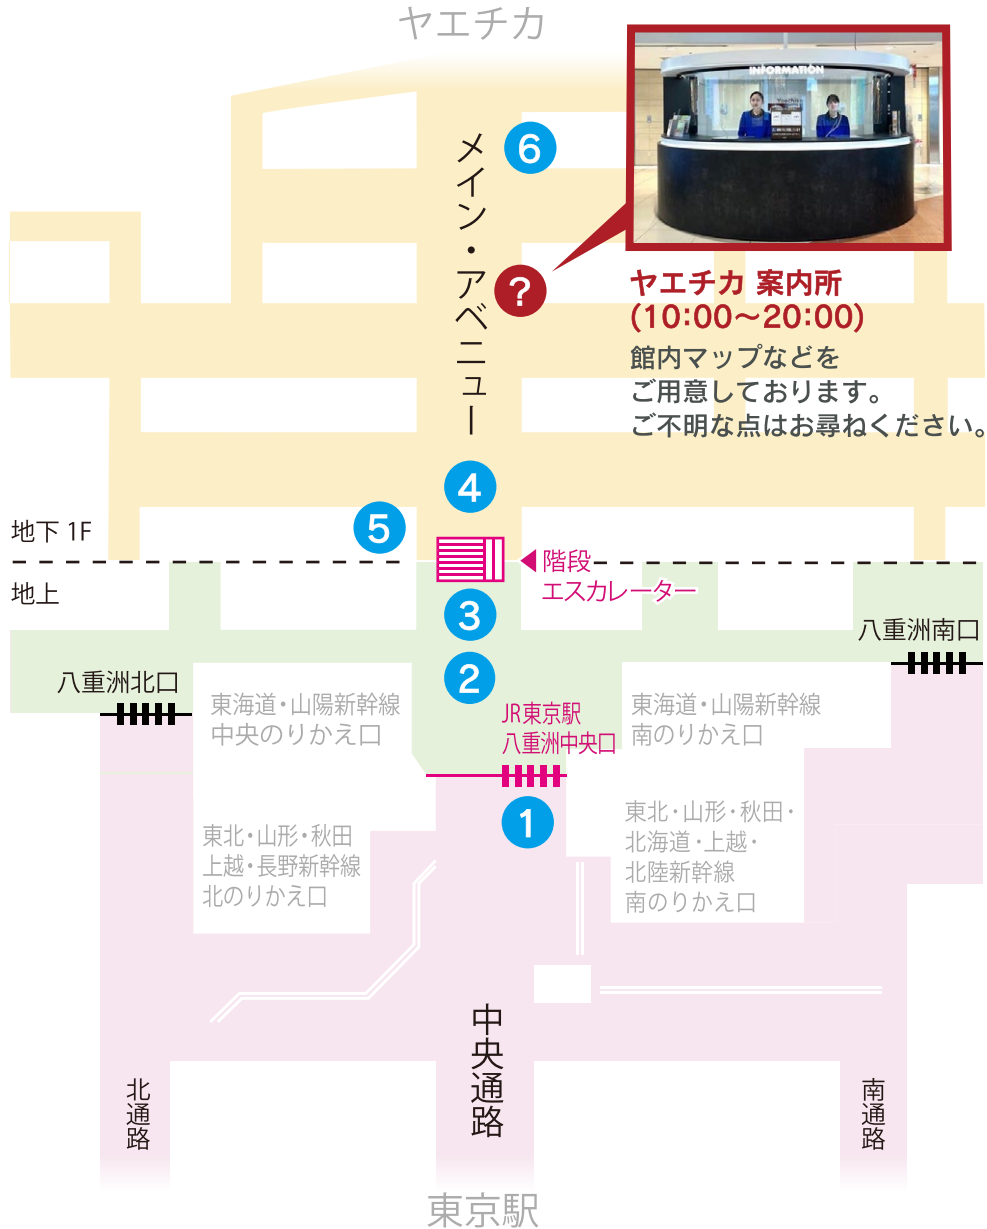 ヤエチカ
メイン・アベニュー
6
INFORMATION
?
ヤエチカ 案内所
(10:00～20:00)
館内マップなどを
ご用意しております。
ご不明な点はお尋ねください。
4
5
地下 1F
地上
階段
エスカレーター
3
2
八重洲南口
八重洲北口
東海道・山陽新幹線
中央のりかえ口
JR東京駅
八重洲中央口
東海道・山陽新幹線
南のりかえ口
1
東北・山形・秋田
上越・長野新幹線
北のりかえ口
東北・山形・秋田・
北海道・上越・
北陸新幹線
南のりかえ口
中央通路
北通路
南通路
東京駅